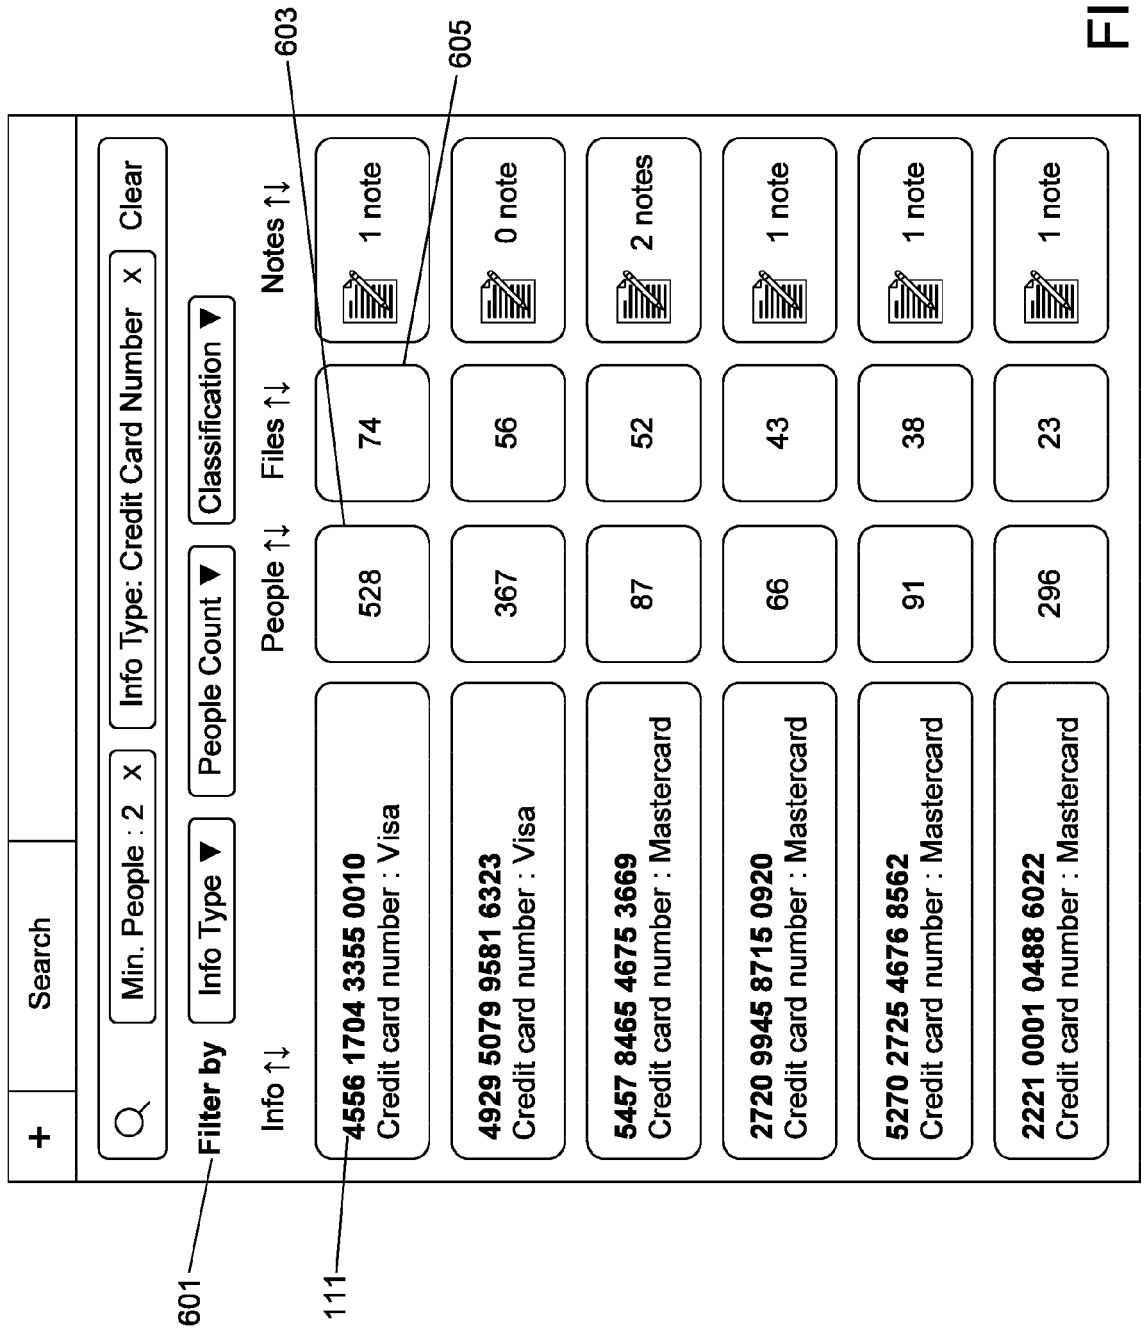 + Search
Min. People : 2 X Info Type: Credit Card Number X Clear
601 Filter by Info Type ▼ People Count ▼ Classification ▼
Info ↑↓ People ↑↓ Files ↑↓ Notes ↑↓
603
111 4556 1704 3355 0010 528 74 1 note
Credit card number : Visa
605
4929 5079 9581 6323 367 56 0 note
Credit card number : Visa
5457 8465 4675 3669 87 52 2 notes
Credit card number : Mastercard
2720 9945 8715 0920 66 43 1 note
Credit card number : Mastercard
5270 2725 4676 8562 91 38 1 note
Credit card number : Mastercard
2221 0001 0488 6022 296 23 1 note
Credit card number : Mastercard
FI